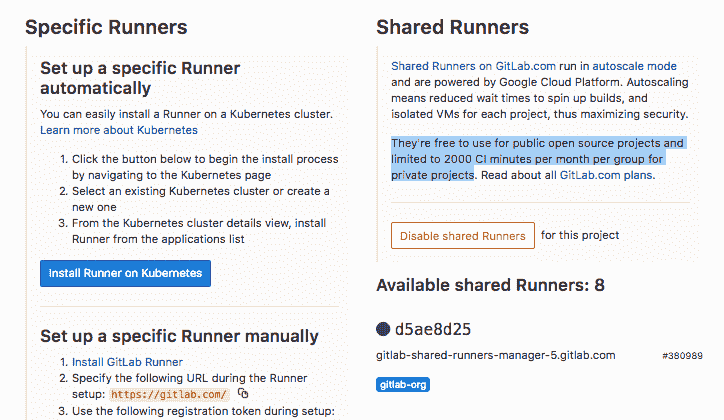 Specific Runners
Set up a specific Runner
automatically
You can easily install a Runner on a Kubernetes cluster.
Learn more about Kubernetes
1. Click the button below to begin the install process
by navigating to the Kubernetes page
2. Select an existing Kubernetes cluster or create a
new one
3. From the Kubernetes cluster details view, install
Runner from the applications list
Install Runner on Kubernetes
Set up a specific Runner manually
1. Install GitLab Runner
2. Specify the following URL during the Runner
setup: https://gitlab.com/
3. Use the following registration token during setup:
Shared Runners
Shared Runners on GitLab.com run in autoscale mode
and are powered by Google Cloud Platform. Autoscaling
means reduced wait times to spin up builds, and
isolated VMs for each project, thus maximizing security.
They're free to use for public open source projects and
limited to 2000 CI minutes per month per group for
private projects. Read about all GitLab.com plans.
Disable shared Runners for this project
Available shared Runners: 8
d5ae8d25
gitlab-shared-runners-manager-5.gitlab.com #380989
gitlab-org